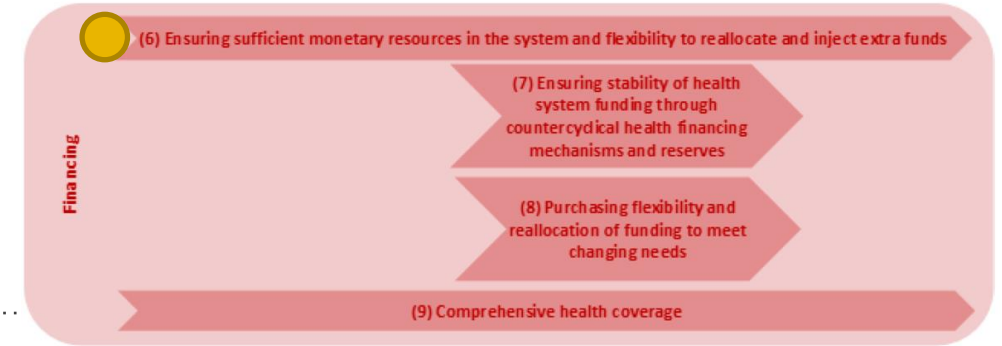 (6) Ensuring sufficient monetary resources in the system and flexibility to reallocate and inject extra funds
(7) Ensuring stability of health
system funding through
countercyclical health financing
mechanisms and reserves
Financing
(8) Purchasing flexibility and
reallocation of funding to meet
changing needs
(9) Comprehensive health coverage
..